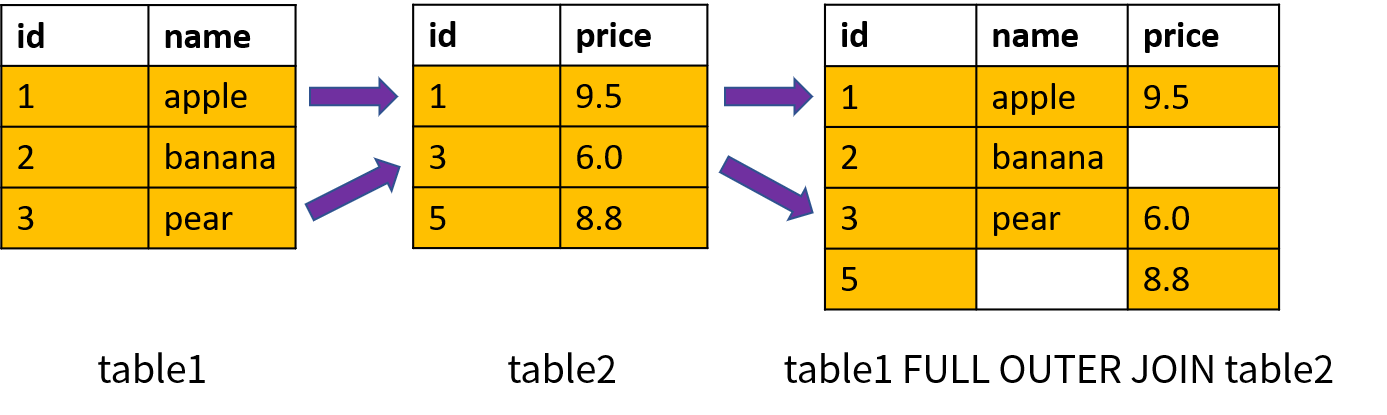 id name id price id name price
1 apple 1 9.5 1 apple 9.5
2 banana 3 6.0 2 banana
3 pear 5 8.8 3 pear 6.0
5 8.8
table1 table2 table1 FULL OUTER JOIN table2